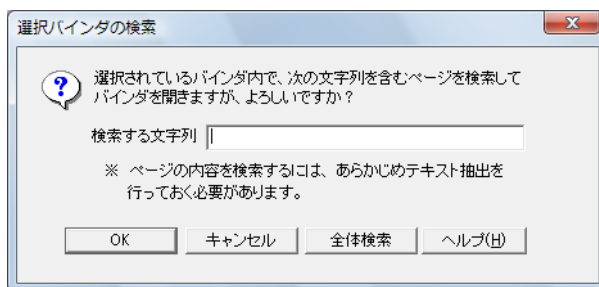 選択バインダの検索
選択されているバインダ内で、次の文字列を含むページを検索して
バインダを開きますが、よろしいですか？
検索する文字列
※ ページの内容を検索するには、あらかじめテキスト抽出を
行っておく必要があります。
OK キャンセル 全体検索 ヘルプ(H)